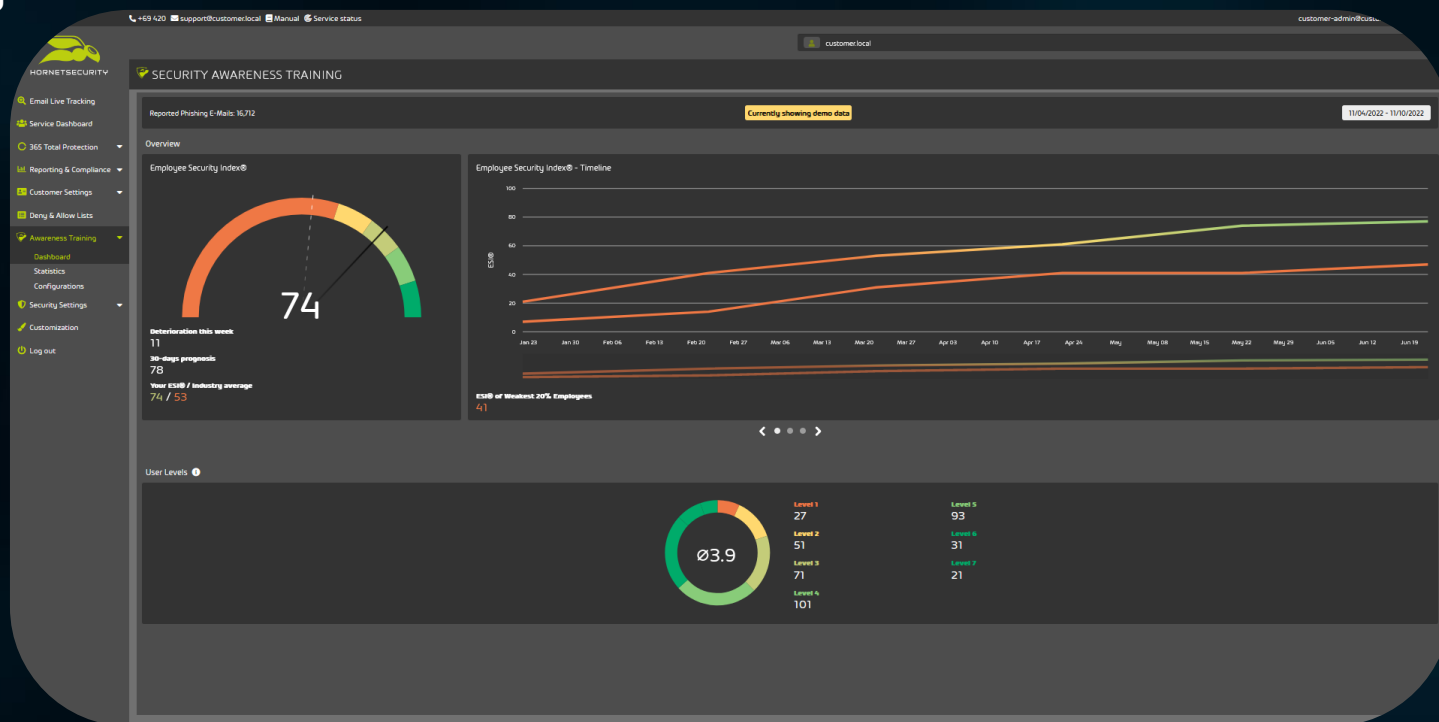 +69 420 support@customer.local Manual Service status
customer-admin@cust
customer.local
HORNETSECURITY
SECURITY AWARENESS TRAINING
Email Live Tracking
Service Dashboard
365 Total Protection
Reporting & Compliance
Customer Settings
Deny & Allow Lists
Awareness Training
Dashboard
Statistics
Configurations
Security Settings
Customization
Log out
Reported Phishing E-Mails: 16,712
Currently showing demo data
11/04/2022 - 11/10/2022
Overview
Employee Security Index®
74
Deterioration this week
11
30-days prognosis
78
Your ESI® / Industry average
74 / 53
Employee Security Index® - Timeline
ESI®
100
80
60
40
20
0
Jan 23 Jan 30 Feb 06 Feb 13 Feb 20 Feb 27 Mar 06 Mar 13 Mar 20 Mar 27 Apr 03 Apr 10 Apr 17 Apr 24 May May 08 May 15 May 22 May 29 Jun 05 Jun 12 Jun 19
ESI® of Weakest 20% Employees
41
User Levels
Ø3.9
Level 1
27
Level 2
51
Level 3
71
Level 4
101
Level 5
93
Level 6
31
Level 7
21